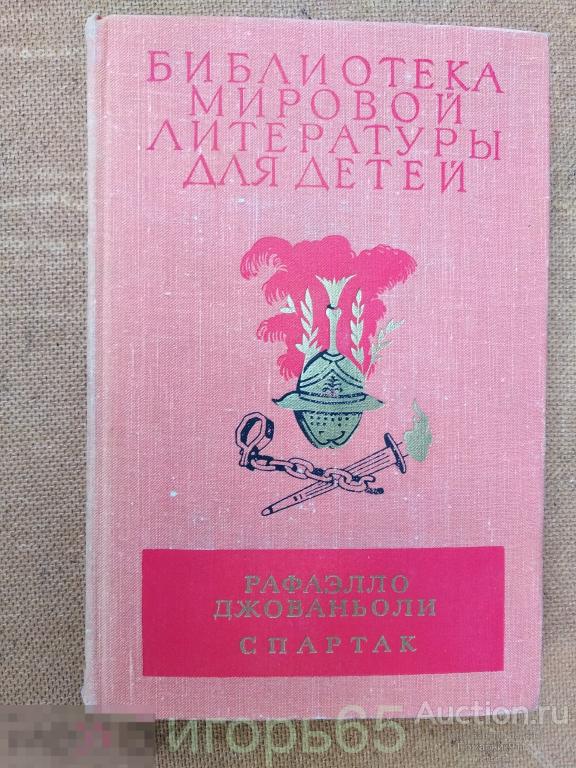 БИБЛИОТЕКА
МИРОВОЙ
ЛИТЕРАТУРЫ
ДЛЯ ДЕТЕЙ
РАФАЭЛЛО
ДЖОВАНЬОЛИ
СПАРТАК
игорь65
Auction.ru